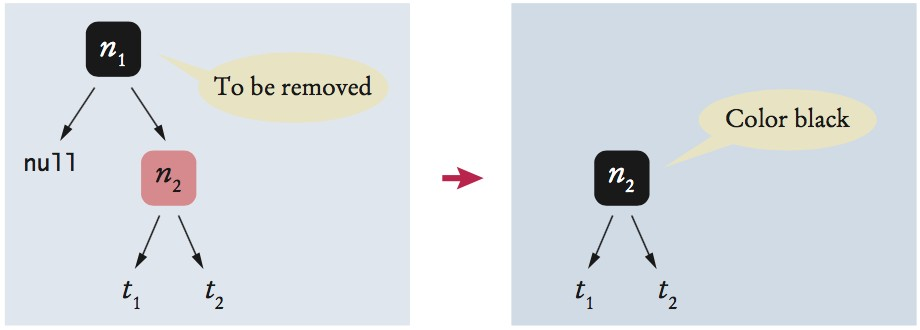 n₁
To be removed
null
n₂
t₁ t₂
Color black
n₂
t₁ t₂